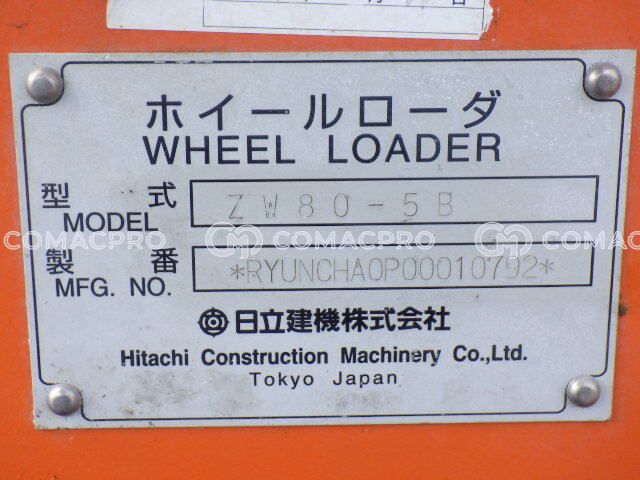 ホイールローダ
WHEEL LOADER
型 式
MODEL
ZW80-5B
COMACPRO COMACPRO COMACPRO
製 番
MFG. NO.
*RYUNCHA0P00010792*
日立建機株式会社
Hitachi Construction Machinery Co.,Ltd.
Tokyo Japan